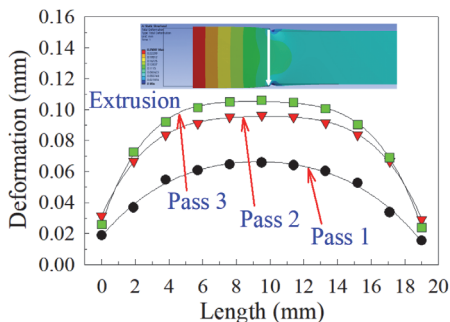 0.16
0.14
0.12
0.10
0.08
0.06
0.04
0.02
0.00
Deformation (mm)
Extrusion
Pass 3
Pass 2
Pass 1
0 2 4 6 8 10 12 14 16 18 20
Length (mm)